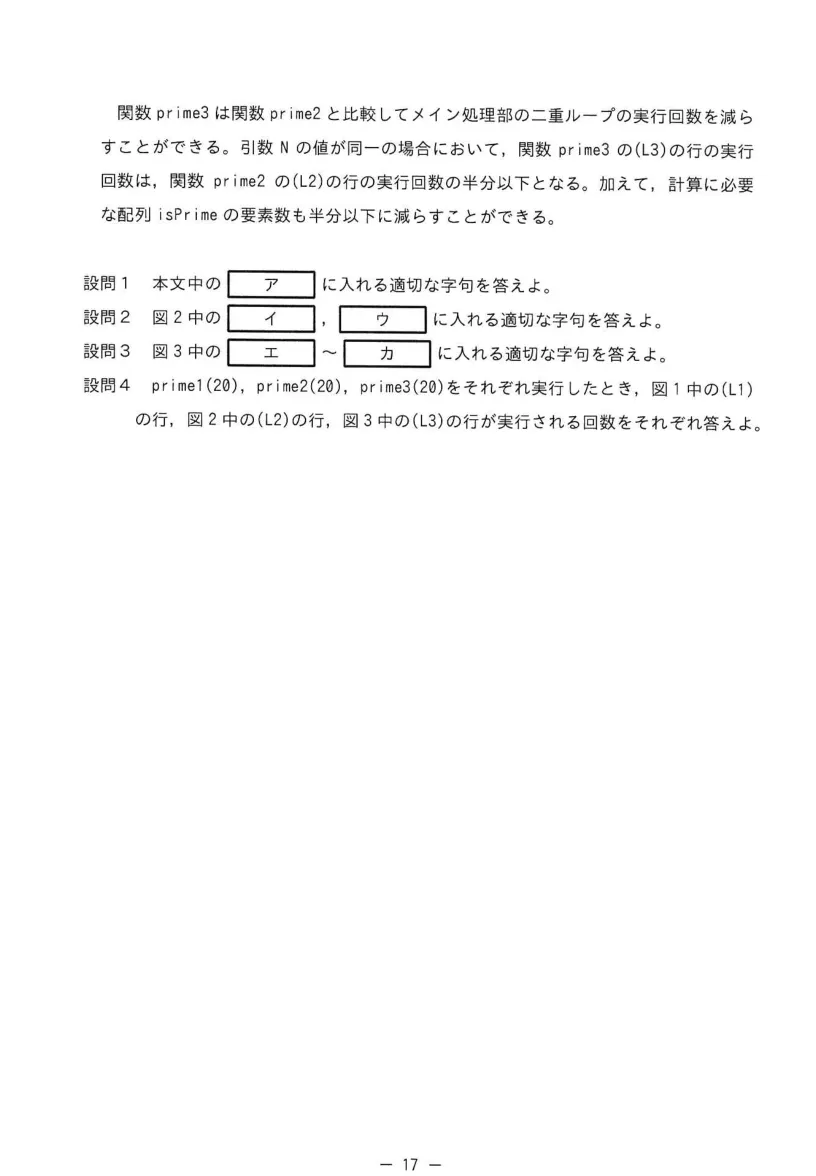 関数 prime3 は関数 prime2 と比較してメイン処理部の二重ループの実行回数を減ら
すことができる。引数 N の値が同一の場合において，関数 prime3 の(L3)の行の実行
回数は，関数 prime2 の(L2)の行の実行回数の半分以下となる。加えて，計算に必要
な配列 isPrime の要素数も半分以下に減らすことができる。
設問１ 本文中の ア に入れる適切な字句を答えよ。
設問２ 図２中の イ ， ウ に入れる適切な字句を答えよ。
設問３ 図３中の エ ～ カ に入れる適切な字句を答えよ。
設問４ prime1(20)，prime2(20)，prime3(20)をそれぞれ実行したとき，図１中の(L1)
の行，図２中の(L2)の行，図３中の(L3)の行が実行される回数をそれぞれ答えよ。
－ 17 －